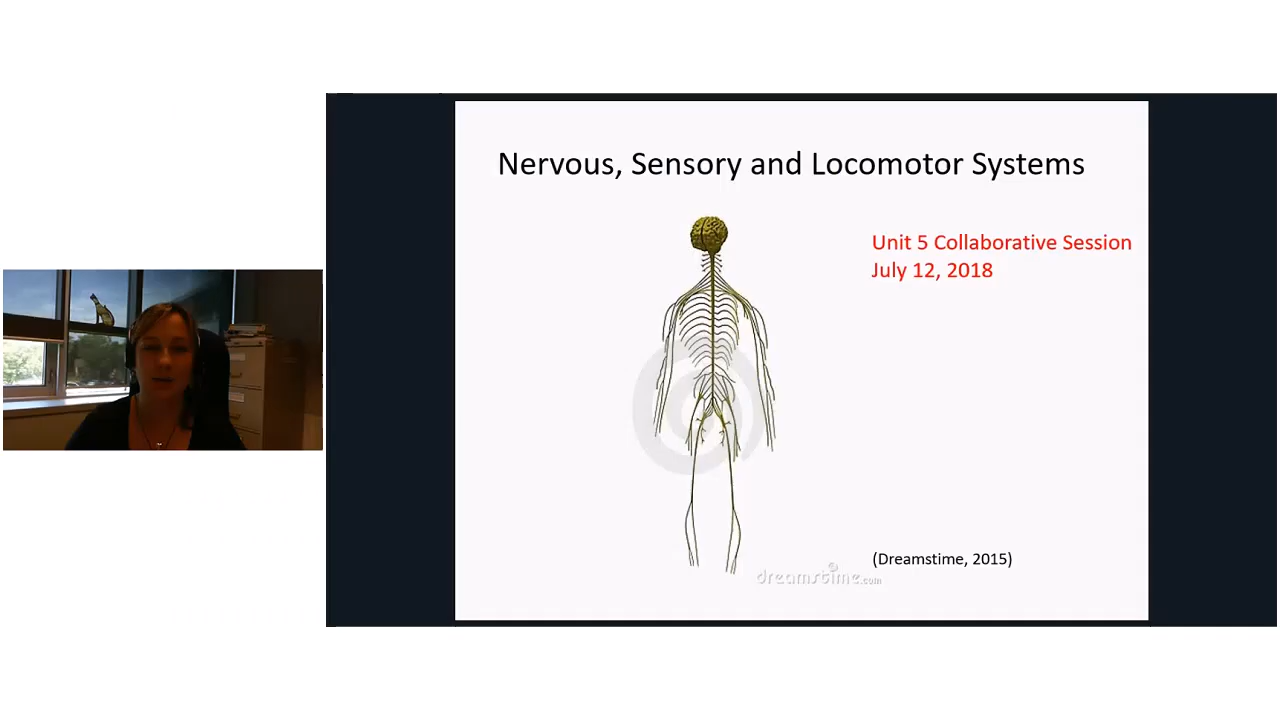 Nervous, Sensory and Locomotor Systems
Unit 5 Collaborative Session
July 12, 2018
(Dreamstime, 2015)
dreamstime.com